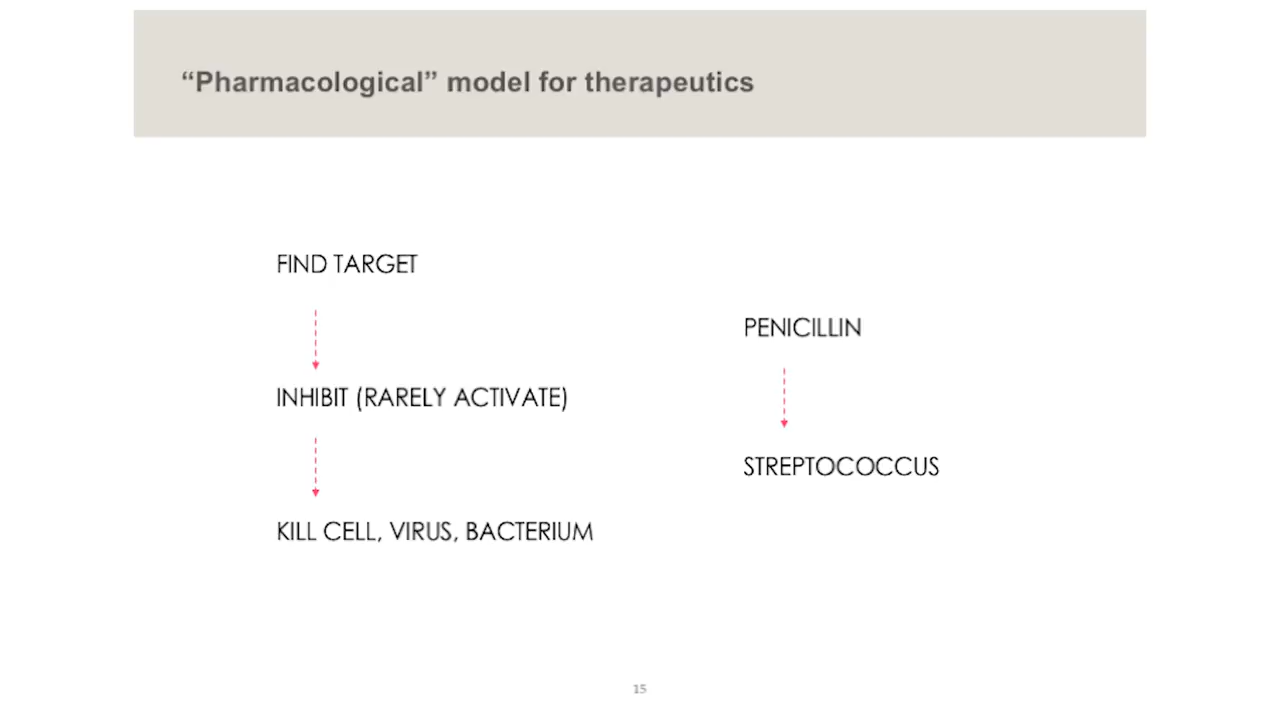 “Pharmacological” model for therapeutics
FIND TARGET
INHIBIT (RARELY ACTIVATE)
KILL CELL, VIRUS, BACTERIUM
PENICILLIN
STREPTOCOCCUS
15